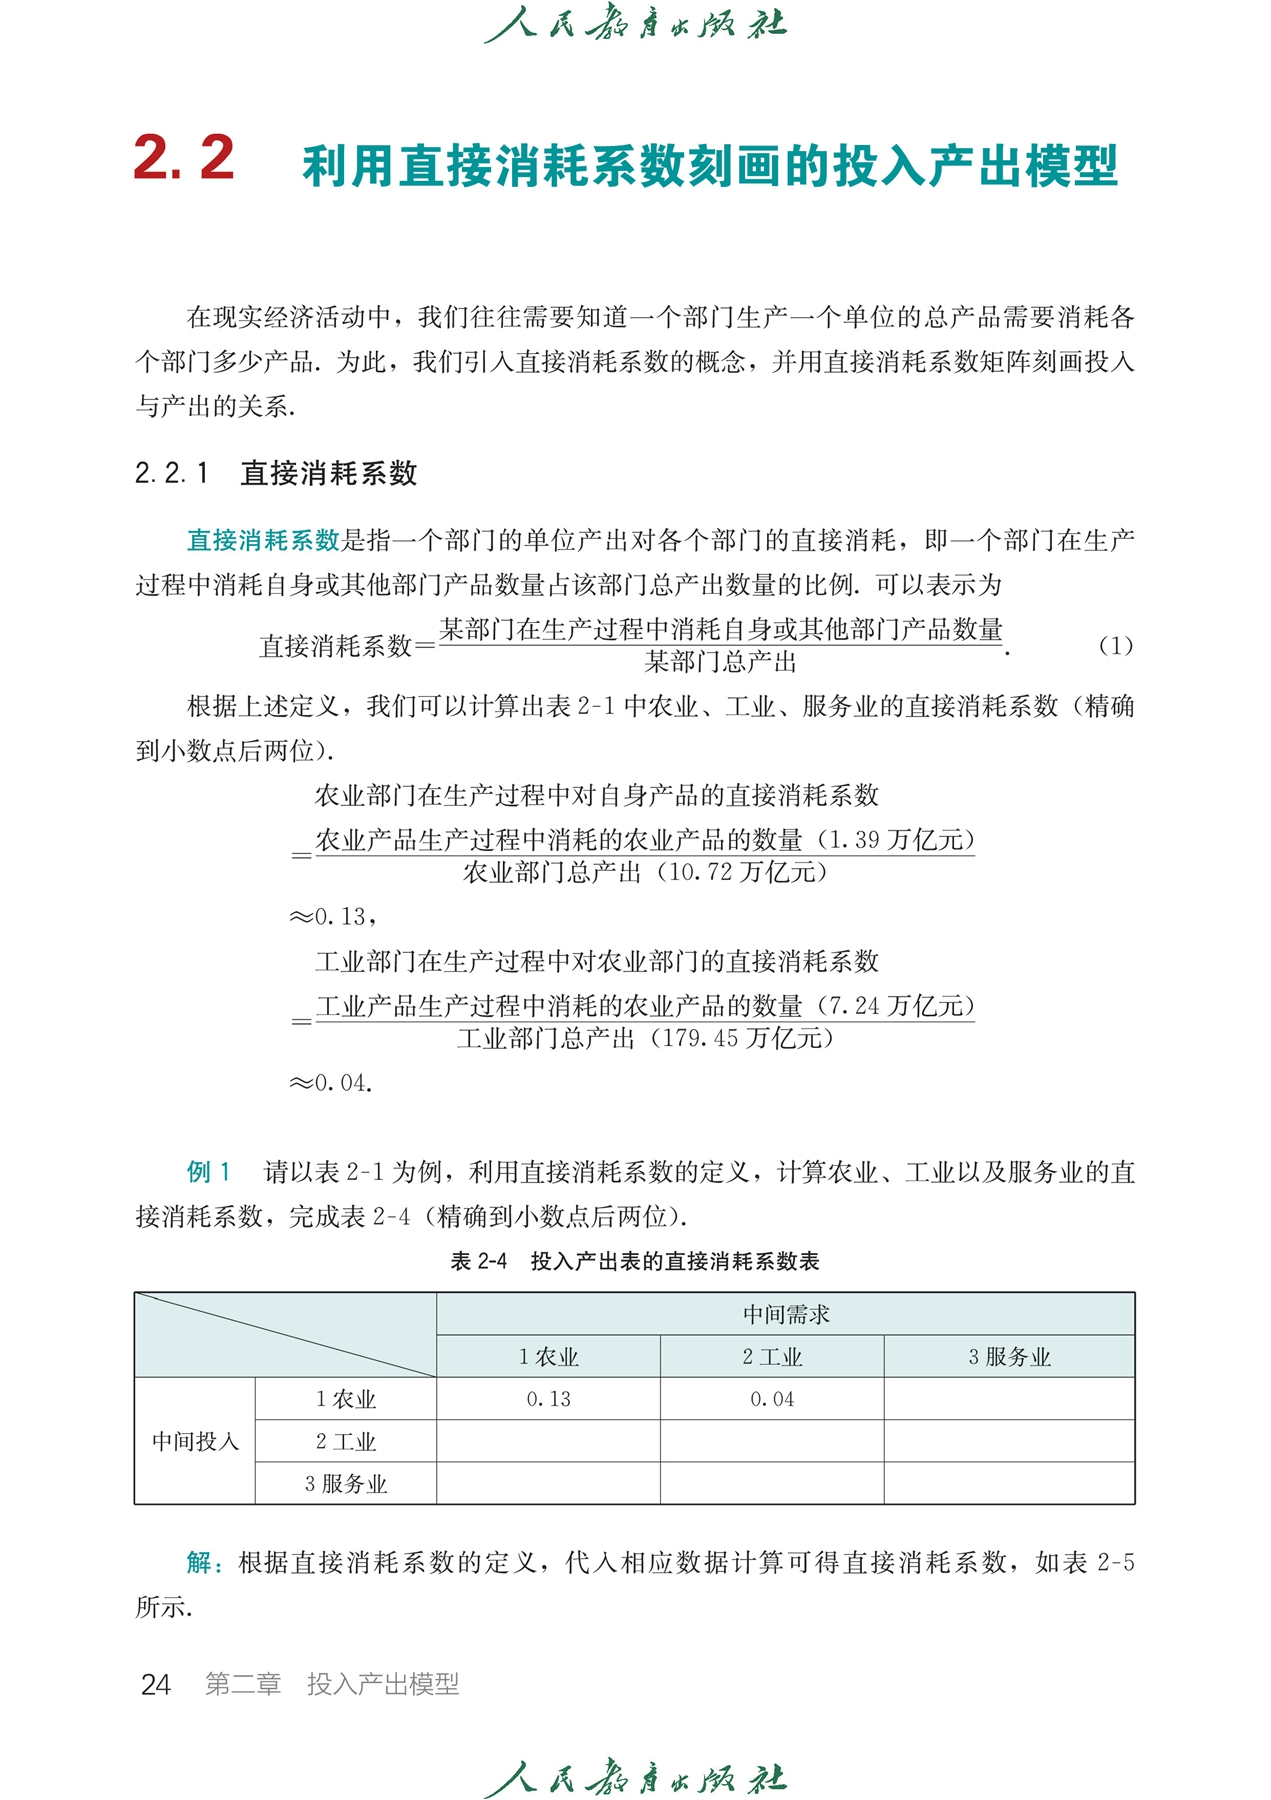 人民教育出版社
2.2 利用直接消耗系数刻画的投入产出模型
在现实经济活动中，我们往往需要知道一个部门生产一个单位的总产品需要消耗各
个部门多少产品. 为此，我们引入直接消耗系数的概念，并用直接消耗系数矩阵刻画投入
与产出的关系.
2.2.1 直接消耗系数
直接消耗系数是指一个部门的单位产出对各个部门的直接消耗，即一个部门在生产
过程中消耗自身或其他部门产品数量占该部门总产出数量的比例. 可以表示为
直接消耗系数=某部门在生产过程中消耗自身或其他部门产品数量/某部门总产出. （1）
根据上述定义，我们可以计算出表 2-1 中农业、工业、服务业的直接消耗系数（精确
到小数点后两位）.
农业部门在生产过程中对自身产品的直接消耗系数
=农业产品生产过程中消耗的农业产品的数量（1.39 万亿元）/农业部门总产出（10.72 万亿元）
≈0.13，
工业部门在生产过程中对农业部门的直接消耗系数
=工业产品生产过程中消耗的农业产品的数量（7.24 万亿元）/工业部门总产出（179.45 万亿元）
≈0.04.
例 1 请以表 2-1 为例，利用直接消耗系数的定义，计算农业、工业以及服务业的直
接消耗系数，完成表 2-4（精确到小数点后两位）.
表 2-4 投入产出表的直接消耗系数表
中间需求
1 农业 2 工业 3 服务业
中间投入
1 农业 0.13 0.04
2 工业
3 服务业
解：根据直接消耗系数的定义，代入相应数据计算可得直接消耗系数，如表 2-5
所示.
24 第二章 投入产出模型
人民教育出版社